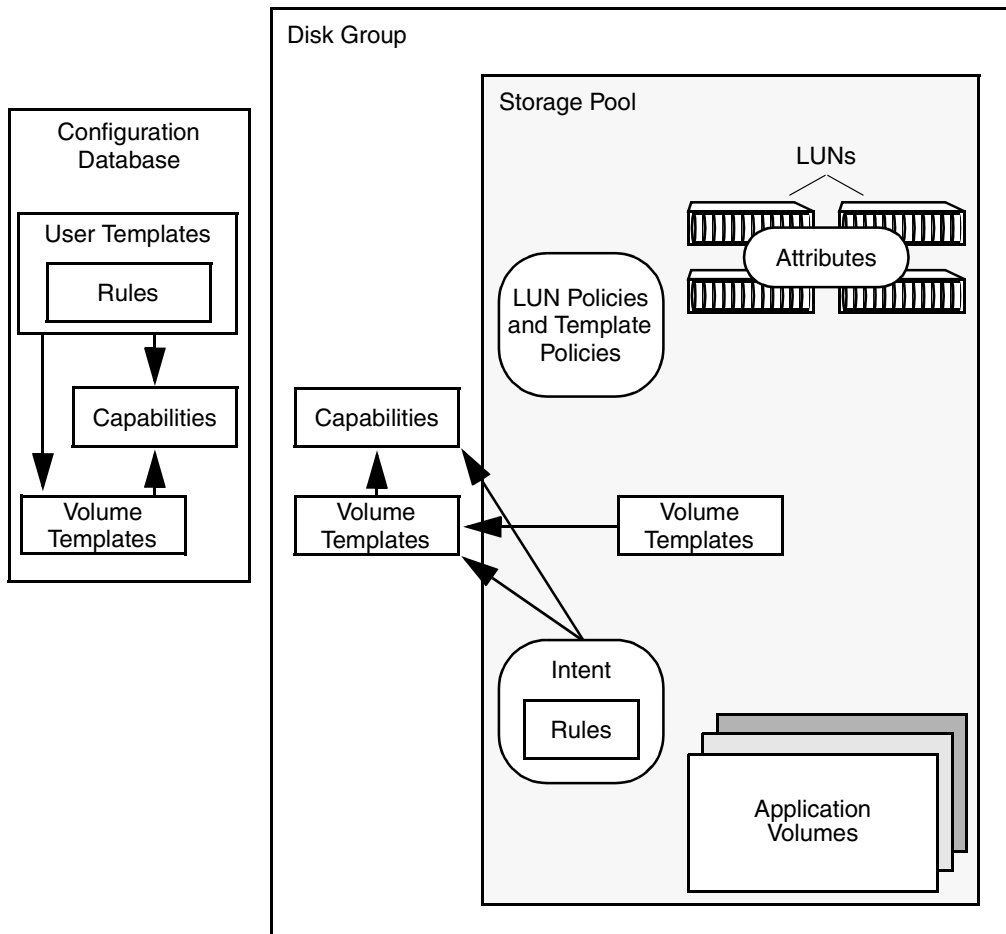 Disk Group
Storage Pool
Configuration
Database
LUNs
User Templates
Rules
Attributes
LUN Policies
and Template
Policies
Capabilities
Capabilities
Volume
Templates
Volume
Templates
Volume
Templates
Intent
Rules
Application
Volumes